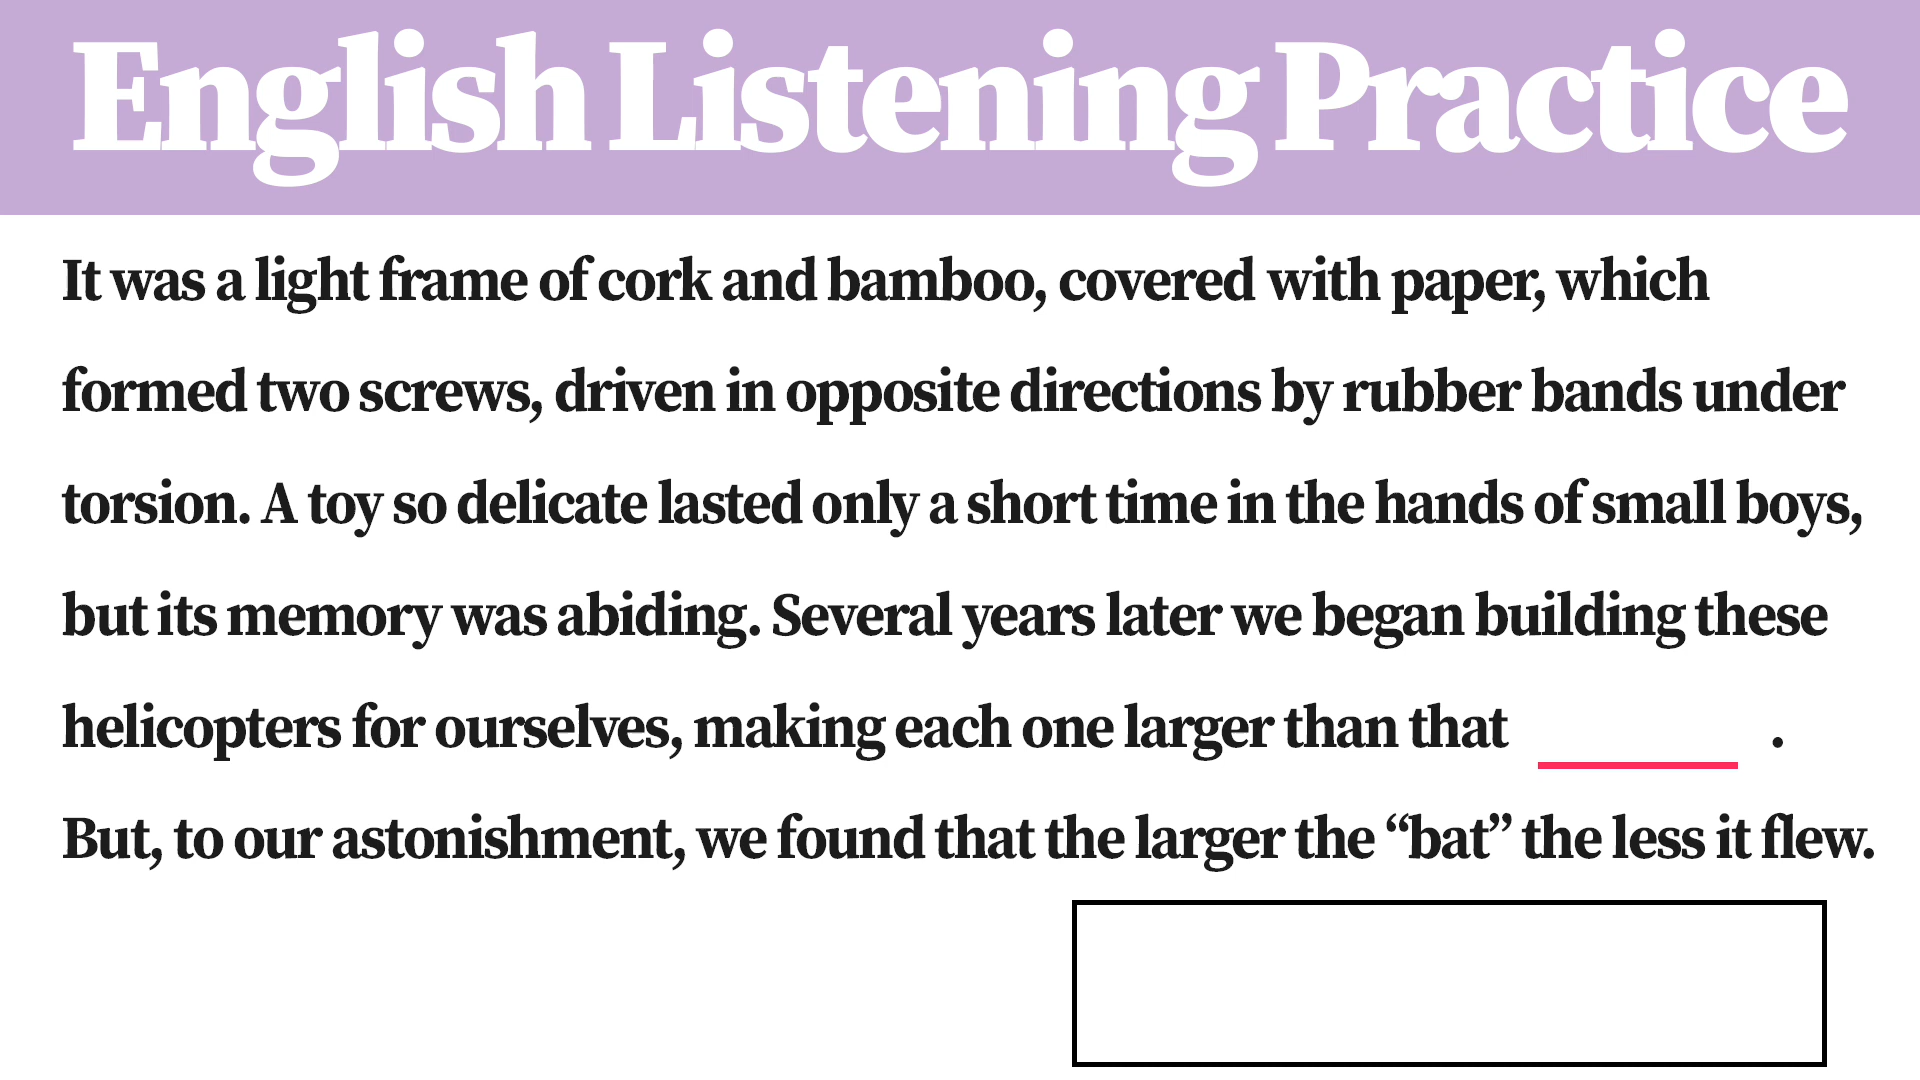 English Listening Practice
It was a light frame of cork and bamboo, covered with paper, which
formed two screws, driven in opposite directions by rubber bands under
torsion. A toy so delicate lasted only a short time in the hands of small boys,
but its memory was abiding. Several years later we began building these
helicopters for ourselves, making each one larger than that .
But, to our astonishment, we found that the larger the “bat” the less it flew.